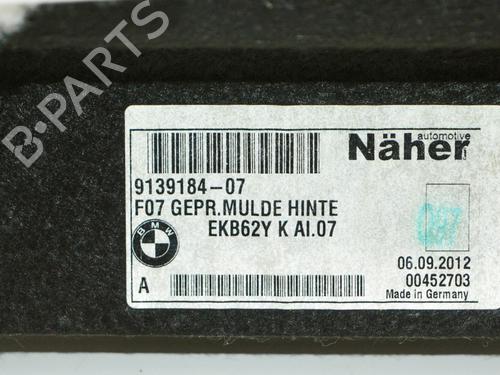 B-PARTS
automotive
Näher
9139184-07
F07 GEPR.MULDE HINTE
EKB62Y K AI.07
BMW
087
06.09.2012
A
00452703
Made in Germany